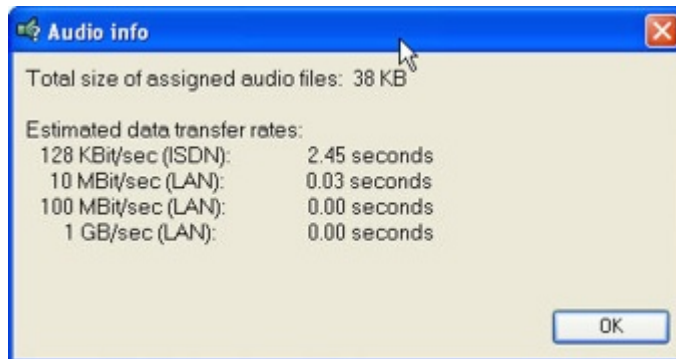 Audio info
Total size of assigned audio files: 38 KB
Estimated data transfer rates:
128 KBit/sec (ISDN): 2.45 seconds
10 MBit/sec (LAN): 0.03 seconds
100 MBit/sec (LAN): 0.00 seconds
1 GB/sec (LAN): 0.00 seconds
OK